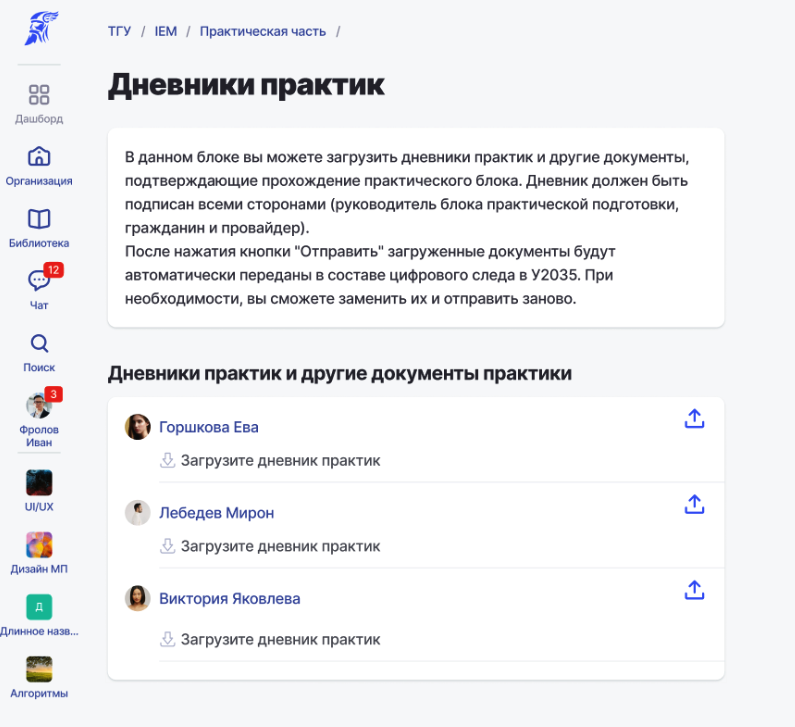 ТГУ / IEM / Практическая часть /
Дневники практик
Дашборд
Организация
Библиотека
12
Чат
Поиск
3
Фролов
Иван
UI/UX
Дизайн МП
Д
Длинное назв...
Алгоритмы
В данном блоке вы можете загрузить дневники практик и другие документы,
подтверждающие прохождение практического блока. Дневник должен быть
подписан всеми сторонами (руководитель блока практической подготовки,
гражданин и провайдер).
После нажатия кнопки "Отправить" загруженные документы будут
автоматически переданы в составе цифрового следа в У2035. При
необходимости, вы сможете заменить их и отправить заново.
Дневники практик и другие документы практики
Горшкова Ева
Загрузите дневник практик
Лебедев Мирон
Загрузите дневник практик
Виктория Яковлева
Загрузите дневник практик